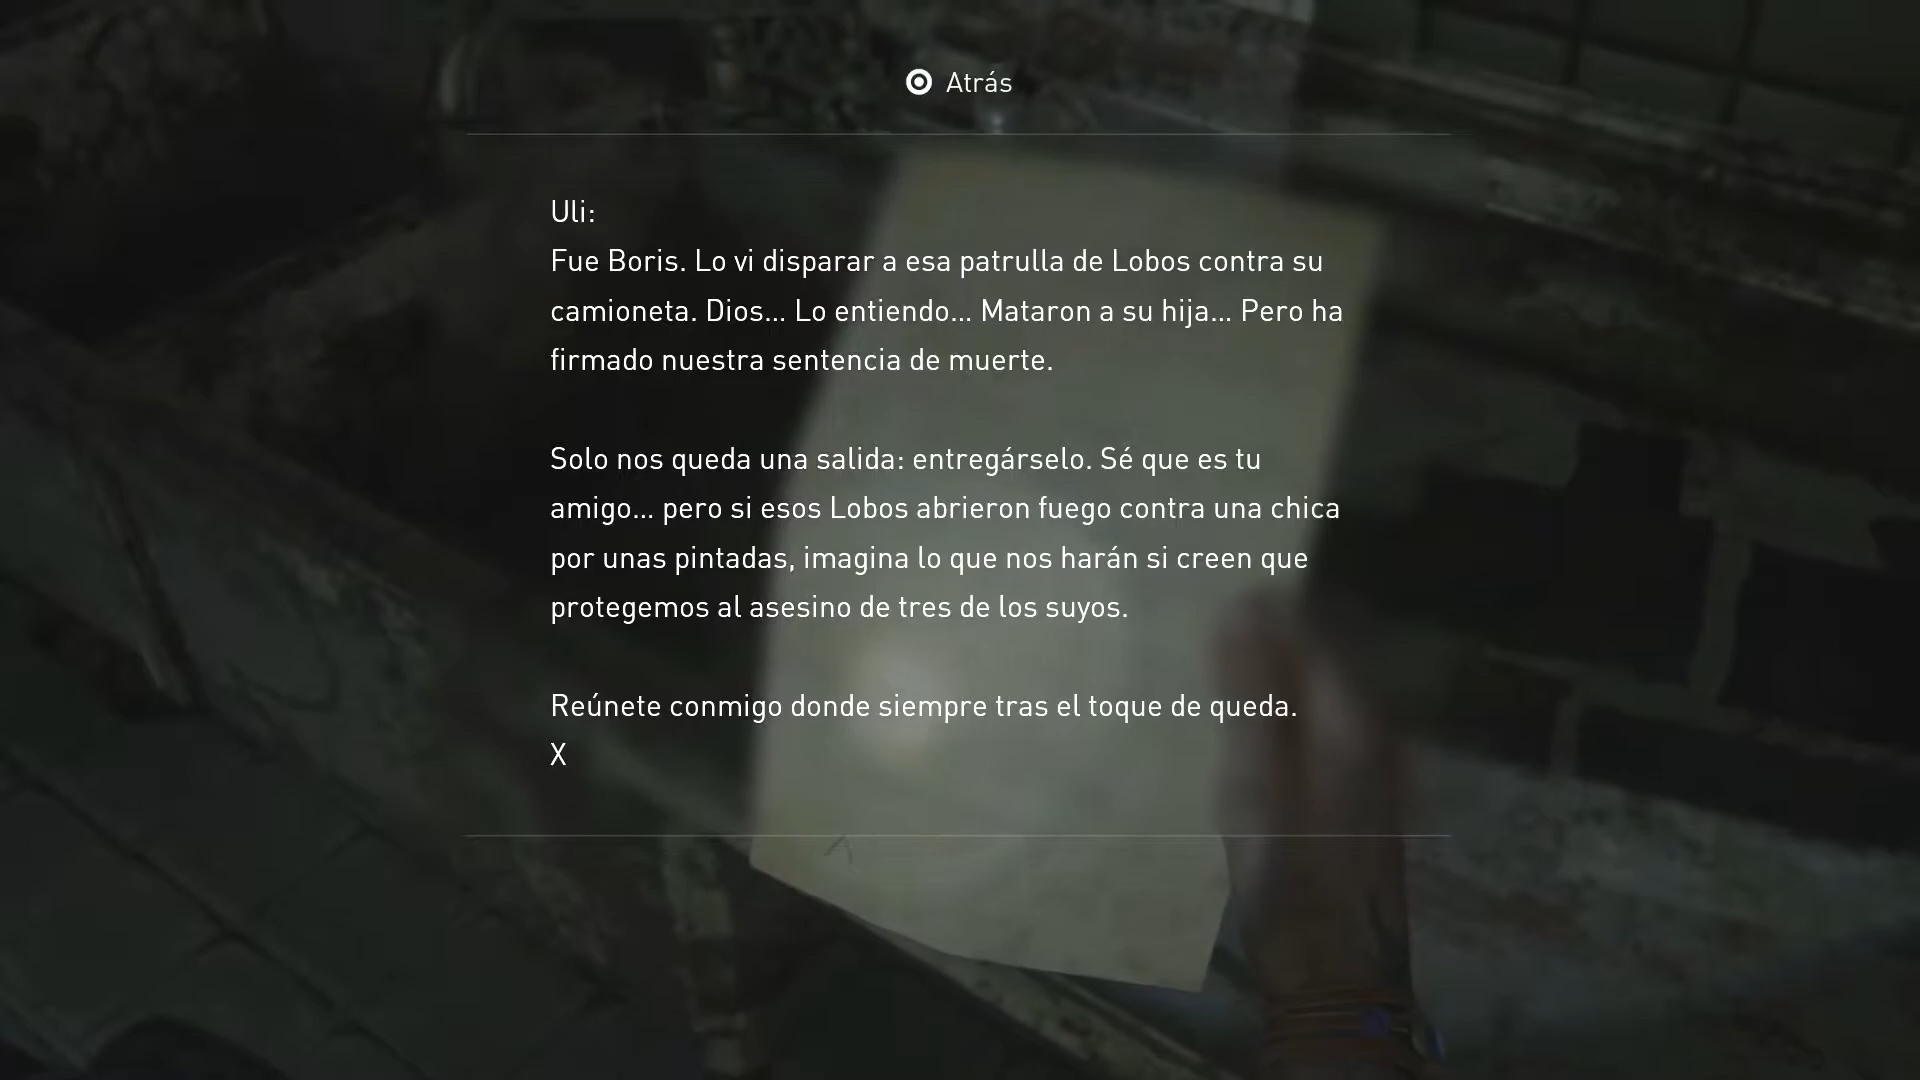 Atrás
Uli:
Fue Boris. Lo vi disparar a esa patrulla de Lobos contra su
camioneta. Dios... Lo entiendo... Mataron a su hija... Pero ha
firmado nuestra sentencia de muerte.
Solo nos queda una salida: entregárselo. Sé que es tu
amigo... pero si esos Lobos abrieron fuego contra una chica
por unas pintadas, imagina lo que nos harán si creen que
protegemos al asesino de tres de los suyos.
Reúnete conmigo donde siempre tras el toque de queda.
X